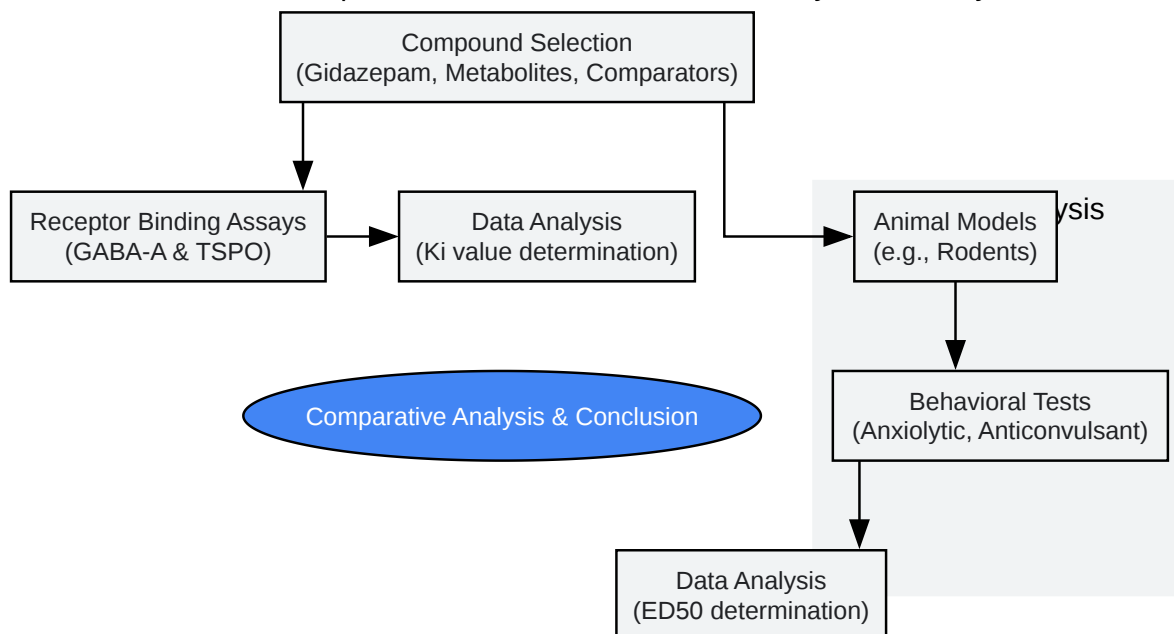 Compound Selection
(Gidazepam, Metabolites, Comparators)
Receptor Binding Assays
(GABA-A & TSPO)
Data Analysis
(Ki value determination)
Animal Models
(e.g., Rodents)
Comparative Analysis & Conclusion
Behavioral Tests
(Anxiolytic, Anticonvulsant)
Data Analysis
(ED50 determination)